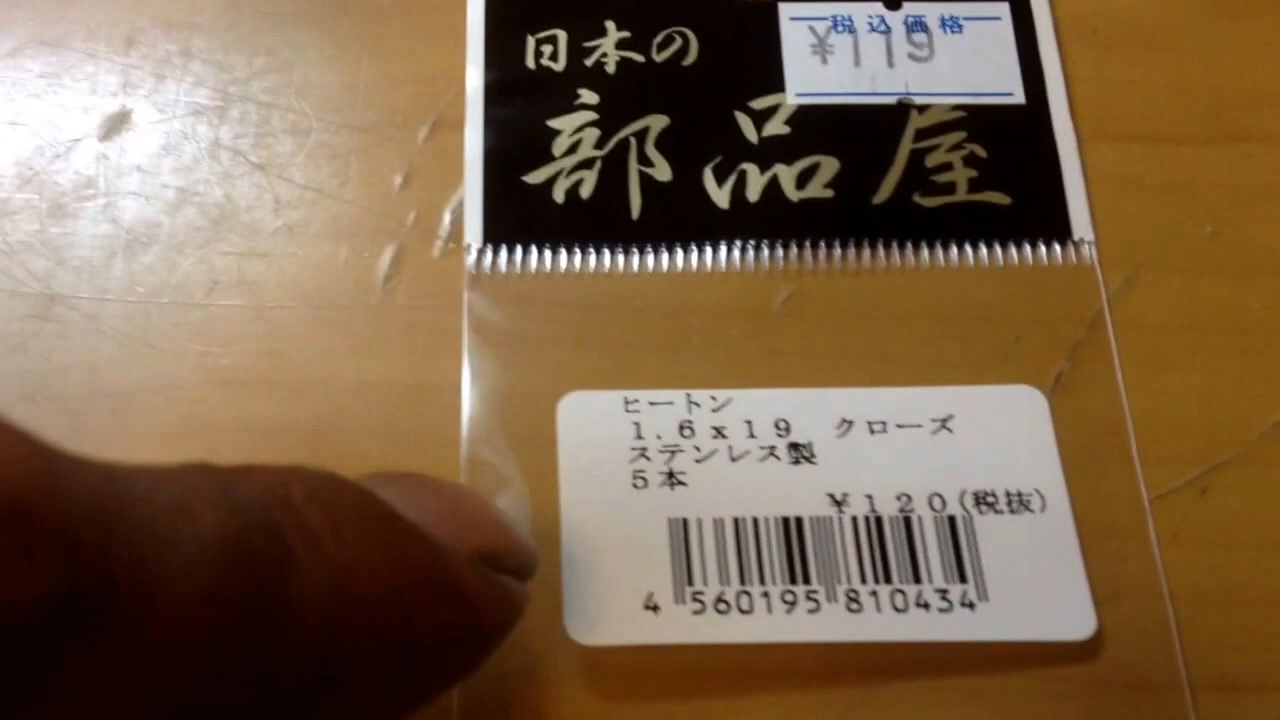 税込価格
¥119
日本の
部品屋
ヒートン
1.6x19 クローズ
ステンレス製
5本
¥120(税抜)
4 560195 810434